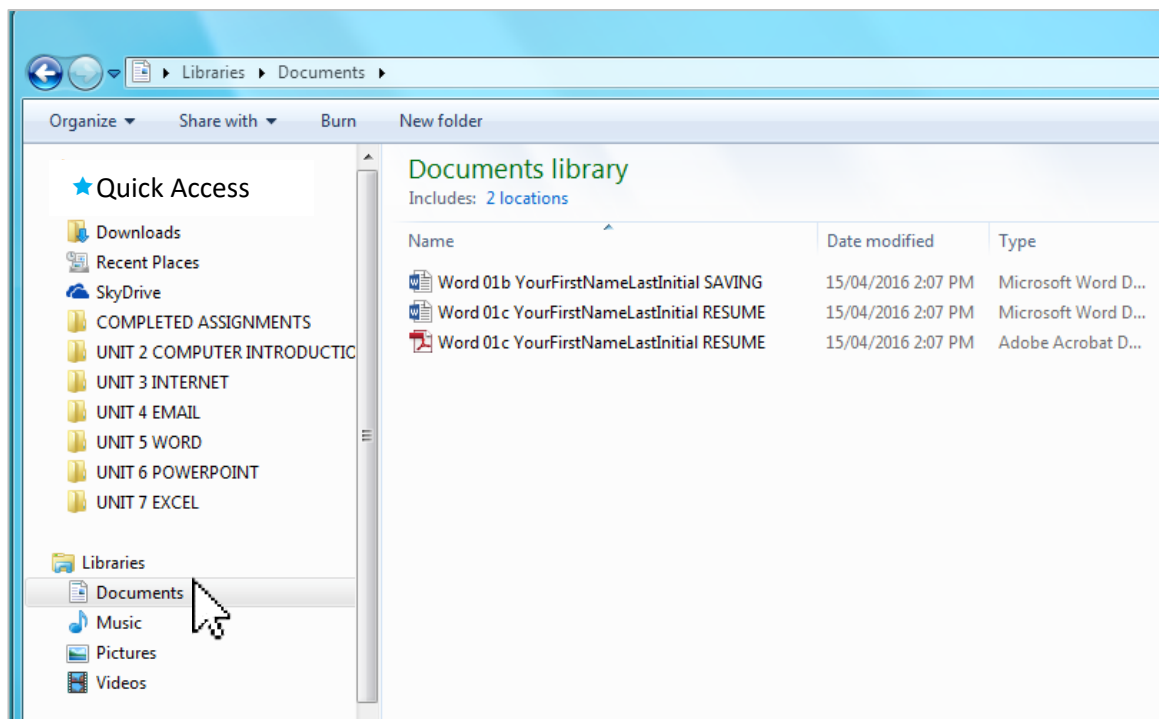 Libraries Documents
Organize Share with Burn New folder
Quick Access
Downloads
Recent Places
SkyDrive
COMPLETED ASSIGNMENTS
UNIT 2 COMPUTER INTRODUCTIC
UNIT 3 INTERNET
UNIT 4 EMAIL
UNIT 5 WORD
UNIT 6 POWERPOINT
UNIT 7 EXCEL
Libraries
Documents
Music
Pictures
Videos
Documents library
Includes: 2 locations
Name Date modified Type
Word 01b YourFirstNameLastInitial SAVING 15/04/2016 2:07 PM Microsoft Word D...
Word 01c YourFirstNameLastInitial RESUME 15/04/2016 2:07 PM Microsoft Word D...
Word 01c YourFirstNameLastInitial RESUME 15/04/2016 2:07 PM Adobe Acrobat D...